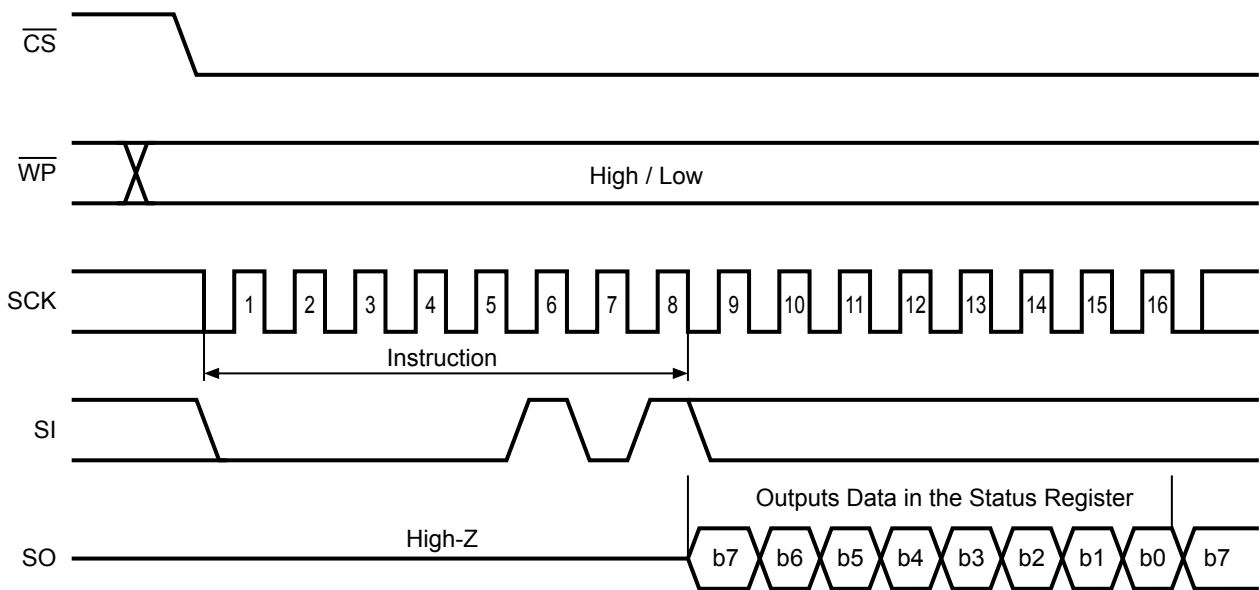 CS
WP
High / Low
SCK
1 2 3 4 5 6 7 8 9 10 11 12 13 14 15 16
Instruction
SI
Outputs Data in the Status Register
High-Z
SO
b7 b6 b5 b4 b3 b2 b1 b0 b7